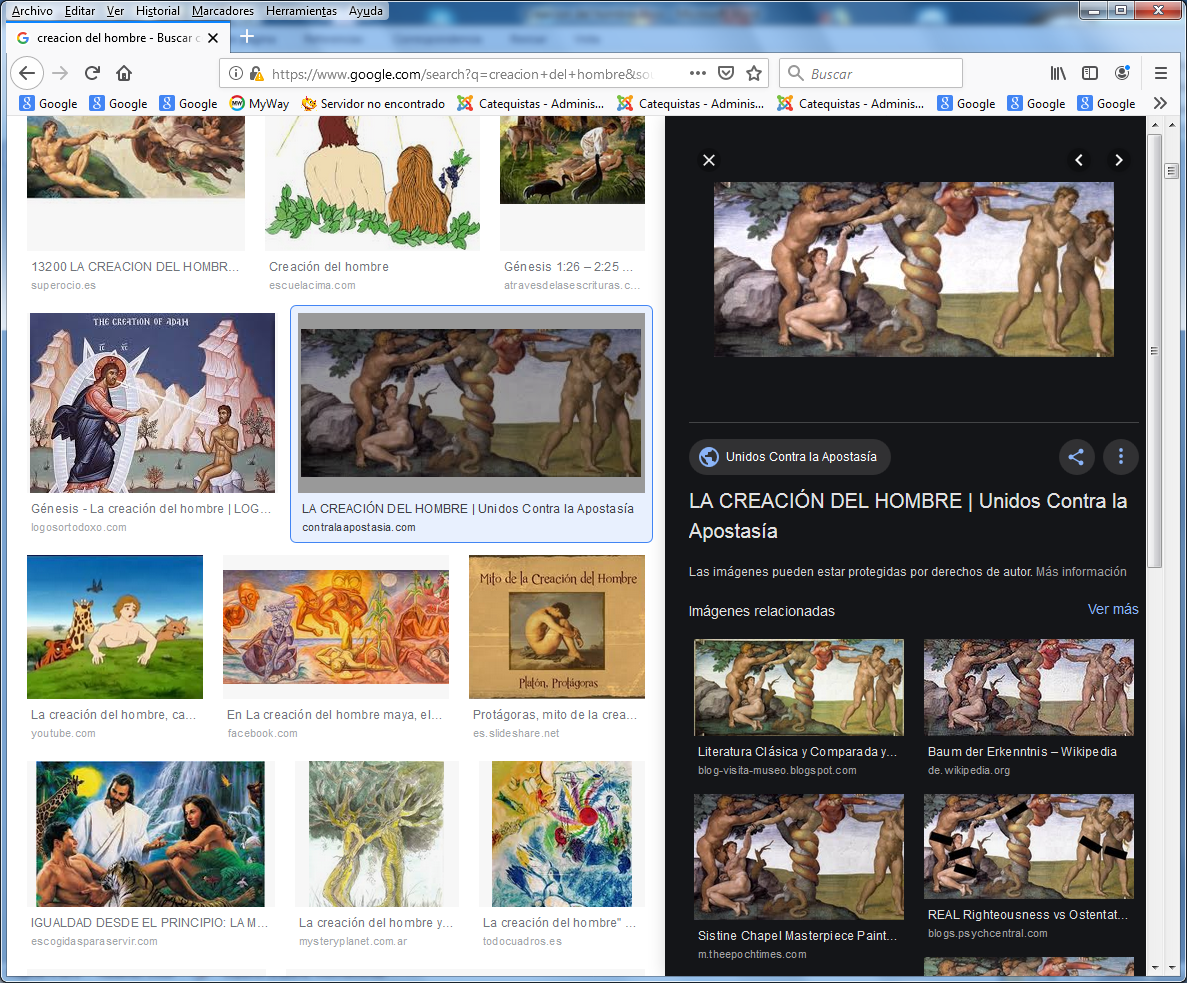 Archivo Editar Ver Historial Marcadores Herramientas Ayuda
creacion del hombre - Buscar c
https://www.google.com/search?q=creacion+del+hombre&sou
Buscar
Google Google Google MyWay Servidor no encontrado Catequistas - Adminis... Catequistas - Adminis... Catequistas - Adminis... Google Google Google
13200 LA CREACION DEL HOMBR...
superocio.es
Creación del hombre
escuelacima.com
Génesis 1:26 – 2:25 ...
atravesdelasescrituras.c...
THE CREATION OF ADAM
IC XC
Génesis - La creación del hombre | LOG...
logosortodoxo.com
LA CREACIÓN DEL HOMBRE | Unidos Contra la Apostasía
contralaapostasia.com
Mito de la Creación del Hombre
Platón, Protágoras
La creación del hombre, ca...
youtube.com
En La creación del hombre maya, el...
facebook.com
Protágoras, mito de la crea...
es.slideshare.net
IGUALDAD DESDE EL PRINCIPIO: LA M...
escogidasparaservir.com
La creación del hombre y...
mysteryplanet.com.ar
La creación del hombre" ...
todocuadros.es
Unidos Contra la Apostasía
LA CREACIÓN DEL HOMBRE | Unidos Contra la
Apostasía
Las imágenes pueden estar protegidas por derechos de autor. Más información
Imágenes relacionadas
Ver más
Literatura Clásica y Comparada y...
blog-visita-museo.blogspot.com
Baum der Erkenntnis – Wikipedia
de.wikipedia.org
Sistine Chapel Masterpiece Paint...
m.theepochtimes.com
REAL Righteousness vs Ostentat...
blogs.psychcentral.com